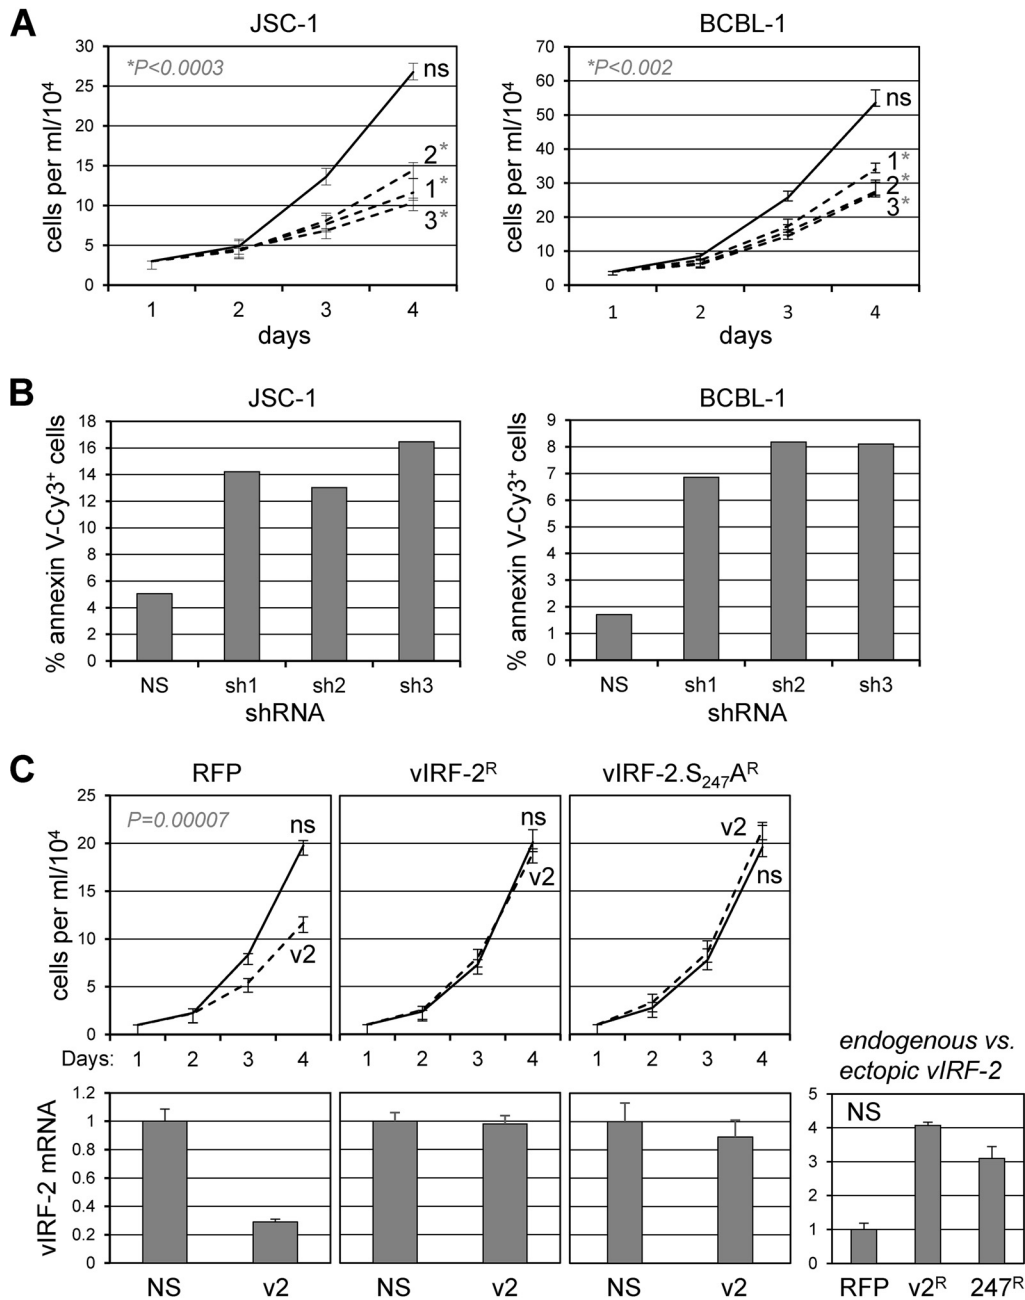 A
JSC-1
BCBL-1
cells per ml/10⁴
30
25
20
15
10
5
0
*P<0.0003
ns
2*
1*
3*
1 2 3 4
days
cells per ml/10⁴
70
60
50
40
30
20
10
0
*P<0.002
ns
1*
2*
3*
1 2 3 4
days
B
JSC-1
BCBL-1
% annexin V-Cy3⁺ cells
18
16
14
12
10
8
6
4
2
0
NS sh1 sh2 sh3
shRNA
% annexin V-Cy3⁺ cells
9
8
7
6
5
4
3
2
1
0
NS sh1 sh2 sh3
shRNA
C
RFP
vIRF-2ᴿ
vIRF-2.S₂₄₇Aᴿ
cells per ml/10⁴
25
20
15
10
5
0
P=0.00007
ns
v2
ns
v2
v2
ns
Days: 1 2 3 4 1 2 3 4 1 2 3 4
vIRF-2 mRNA
1.2
1
0.8
0.6
0.4
0.2
0
NS v2 NS v2 NS v2
endogenous vs.
ectopic vIRF-2
5
4
3
2
1
0
NS
RFP v2ᴿ 247ᴿ